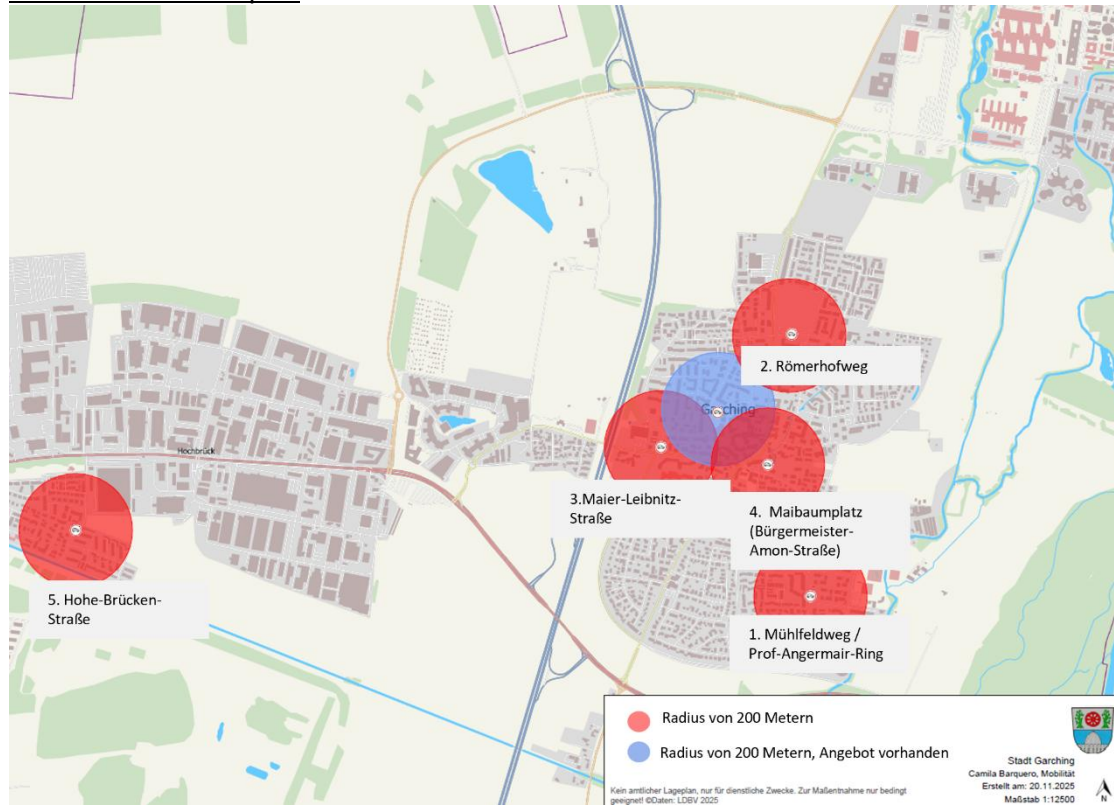 Garching
2. Römerhofweg
Hochbrück
3.Maier-Leibnitz-
Straße
4. Maibaumplatz
(Bürgermeister-
Amon-Straße)
5. Hohe-Brücken-
Straße
1. Mühlfeldweg /
Prof-Angermair-Ring
Radius von 200 Metern
Radius von 200 Metern, Angebot vorhanden
Kein amtlicher Lageplan, nur für dienstliche Zwecke. Zur Maßentnahme nur bedingt
geeignet! ©Daten: LDBV 2025
Stadt Garching
Camila Barquero, Mobilität
Erstellt am: 20.11.2025
Maßstab 1:12500
N